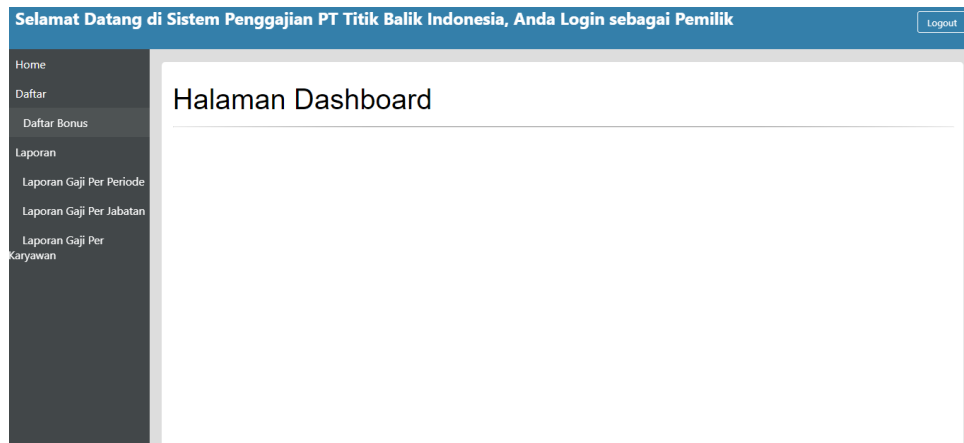 Selamat Datang di Sistem Penggajian PT Titik Balik Indonesia, Anda Login sebagai Pemilik
Logout
Home
Daftar
Daftar Bonus
Laporan
Laporan Gaji Per Periode
Laporan Gaji Per Jabatan
Laporan Gaji Per
Karyawan
Halaman Dashboard